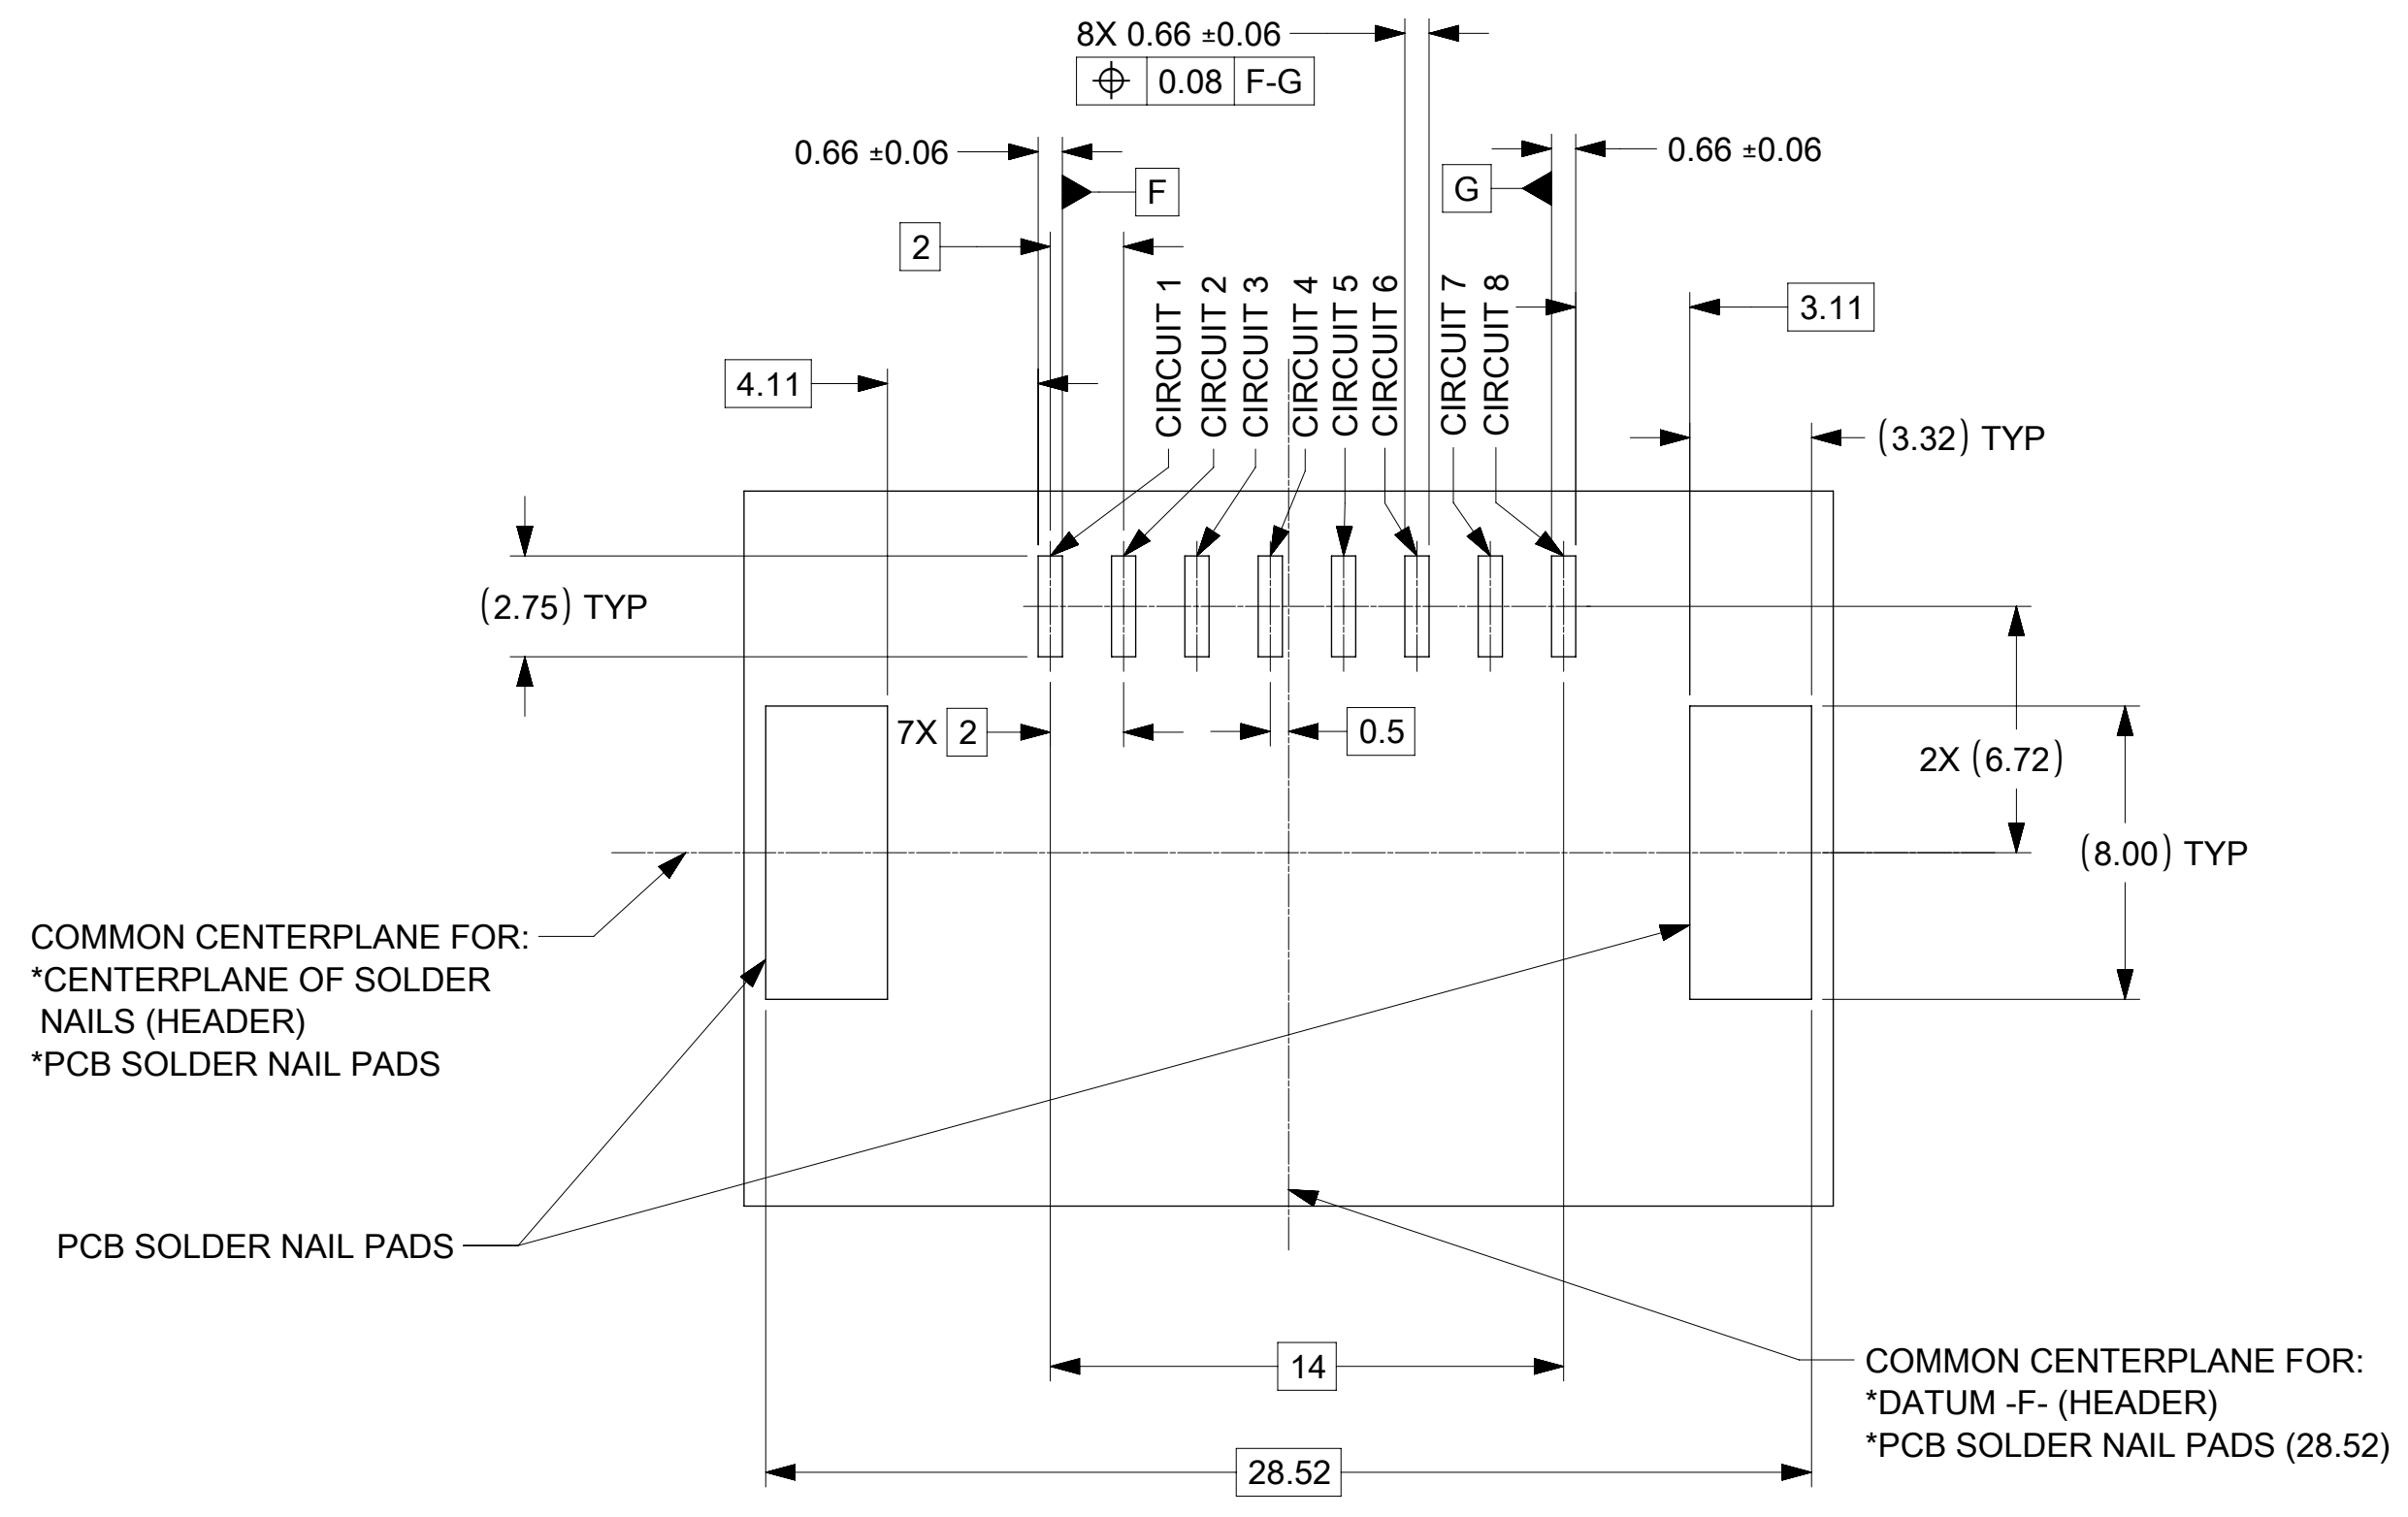 8X 0.66 ±0.06
⌖ 0.08 F-G
0.66 ±0.06
0.66 ±0.06
F
G
2
CIRCUIT 1
CIRCUIT 2
CIRCUIT 3
CIRCUIT 4
CIRCUIT 5
CIRCUIT 6
CIRCUIT 7
CIRCUIT 8
3.11
4.11
(3.32) TYP
(2.75) TYP
7X 2
0.5
2X (6.72)
(8.00) TYP
COMMON CENTERPLANE FOR:
*CENTERPLANE OF SOLDER
NAILS (HEADER)
*PCB SOLDER NAIL PADS
PCB SOLDER NAIL PADS
14
COMMON CENTERPLANE FOR:
*DATUM -F- (HEADER)
*PCB SOLDER NAIL PADS (28.52)
28.52